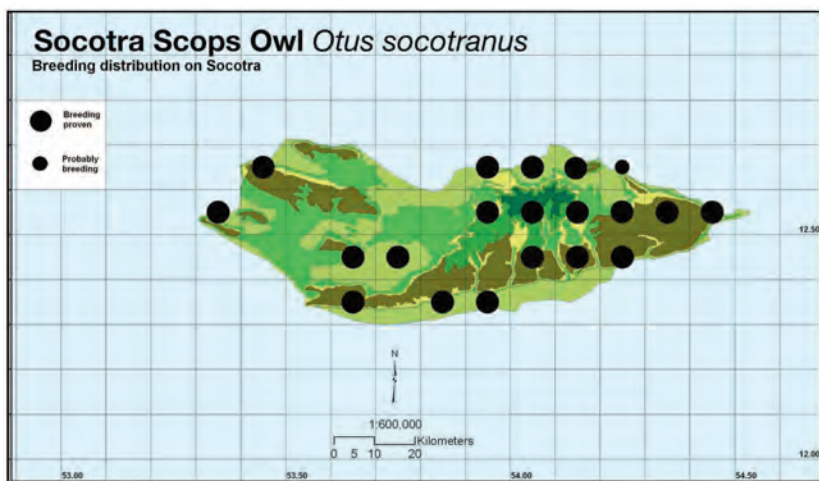 Socotra Scops Owl Otus socotranus
Breeding distribution on Socotra
Breeding
proven
Probably
breeding
12.50
N
1:600,000
Kilometers
0 5 10 20
12.00
53.00 53.50 54.00 54.50